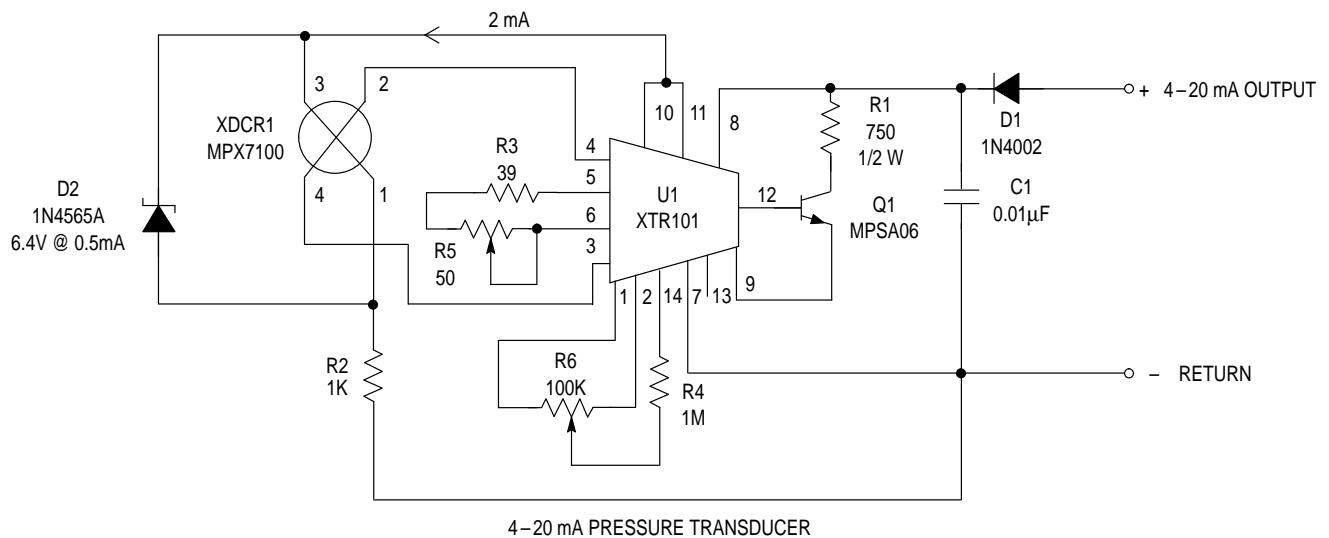 2 mA
3
2
XDCR1
MPX7100
4
1
D2
1N4565A
6.4V @ 0.5mA
R3
39
R5
50
4
5
6
3
10
11
8
U1
XTR101
12
9
1
2
14
7
13
R1
750
1/2 W
Q1
MPSA06
D1
1N4002
C1
0.01µF
+ 4–20 mA OUTPUT
– RETURN
R2
1K
R6
100K
R4
1M
4–20 mA PRESSURE TRANSDUCER